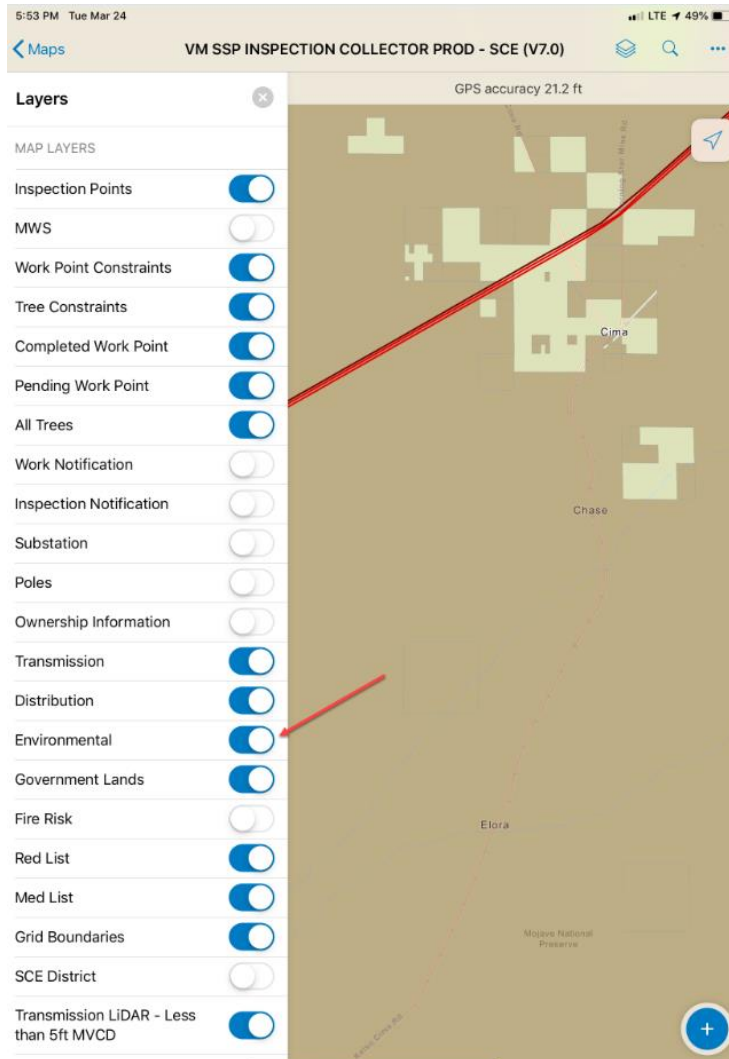 5:53 PM Tue Mar 24
LTE 49%
Maps
VM SSP INSPECTION COLLECTOR PROD - SCE (V7.0)
Layers
GPS accuracy 21.2 ft
MAP LAYERS
Inspection Points
MWS
Work Point Constraints
Tree Constraints
Completed Work Point
Pending Work Point
All Trees
Work Notification
Inspection Notification
Substation
Poles
Ownership Information
Transmission
Distribution
Environmental
Government Lands
Fire Risk
Red List
Med List
Grid Boundaries
SCE District
Transmission LiDAR - Less
than 5ft MVCD
Cima
Chase
Elora
Mojave National
Preserve
Kelso Cima Rd